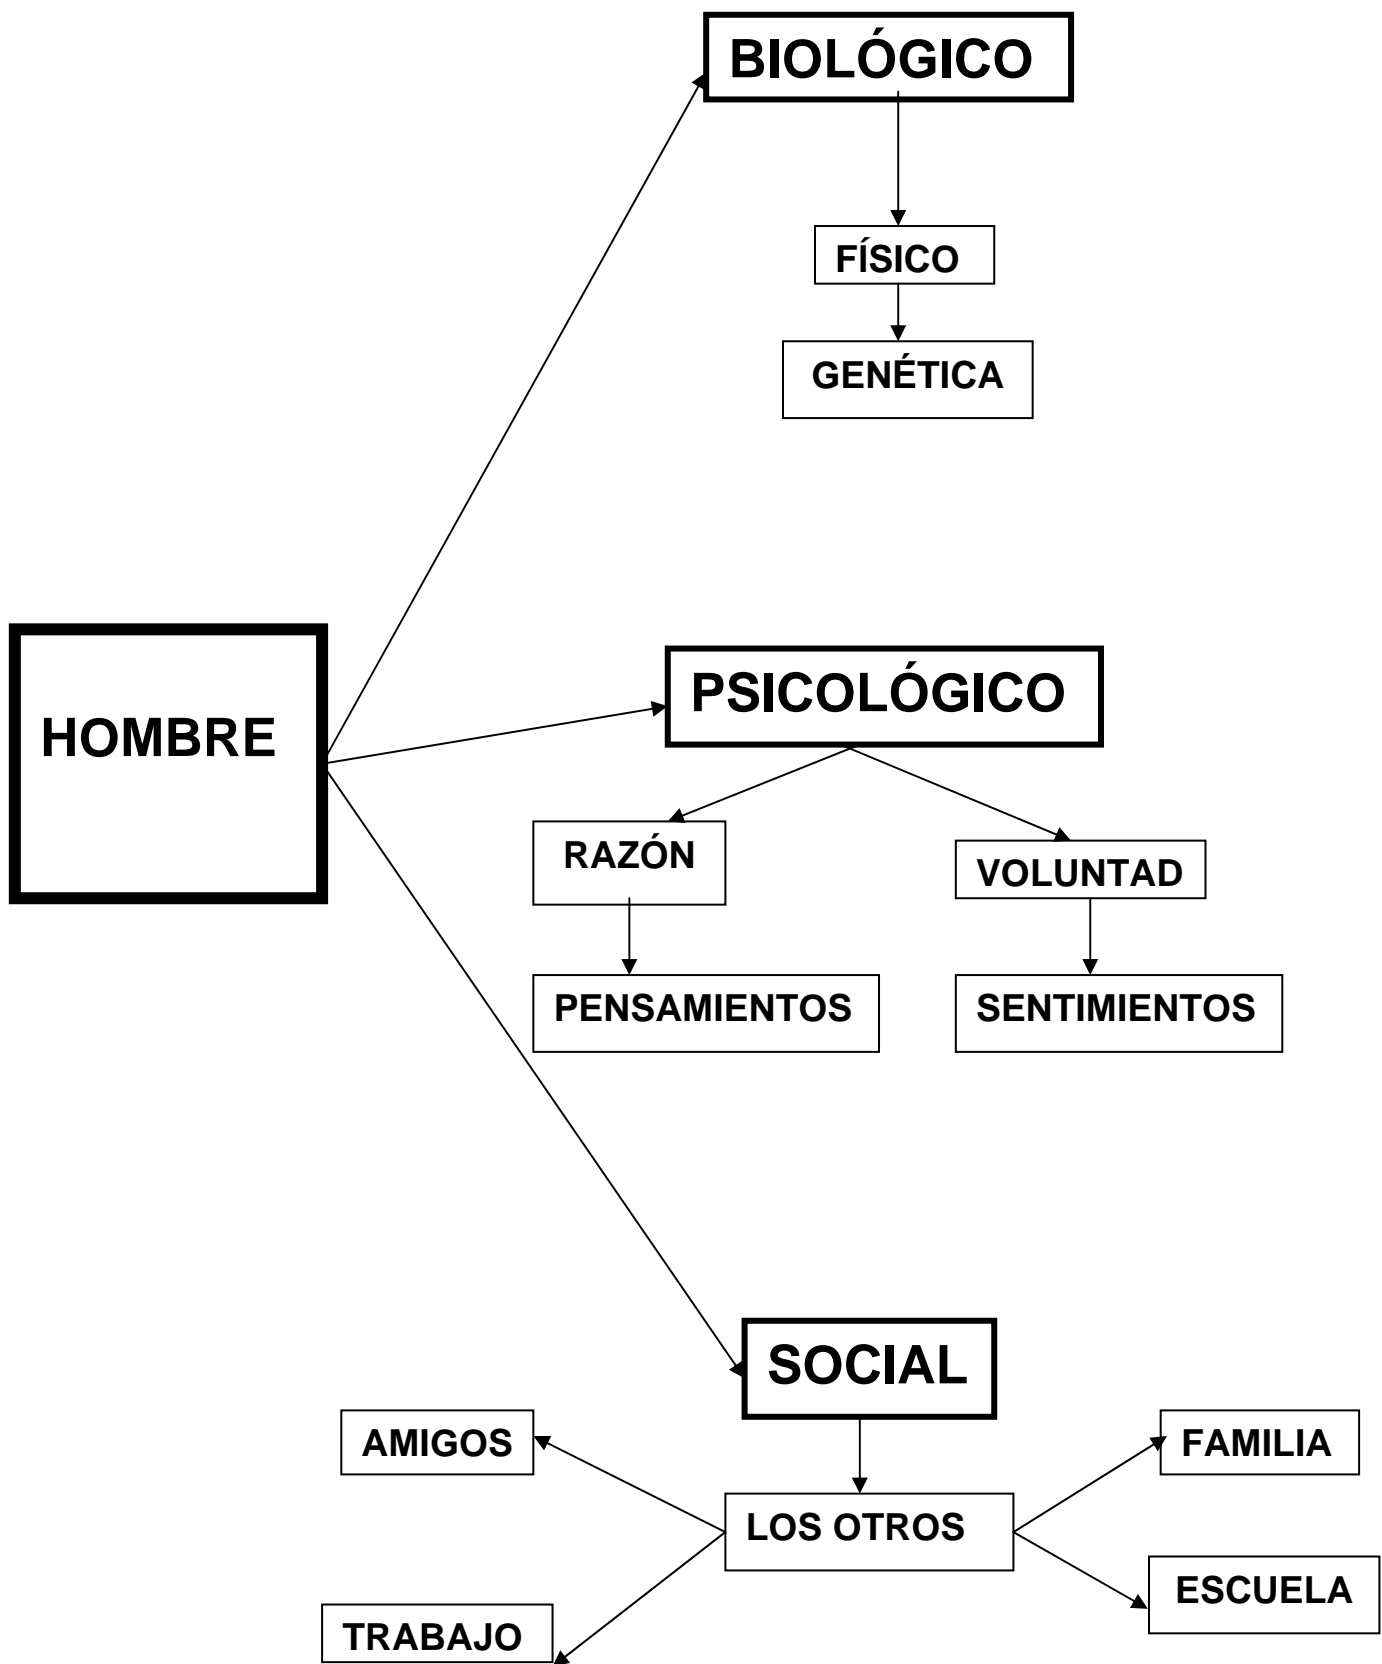 BIOLÓGICO
FÍSICO
GENÉTICA
HOMBRE
PSICOLÓGICO
RAZÓN
VOLUNTAD
PENSAMIENTOS
SENTIMIENTOS
SOCIAL
AMIGOS
FAMILIA
LOS OTROS
ESCUELA
TRABAJO